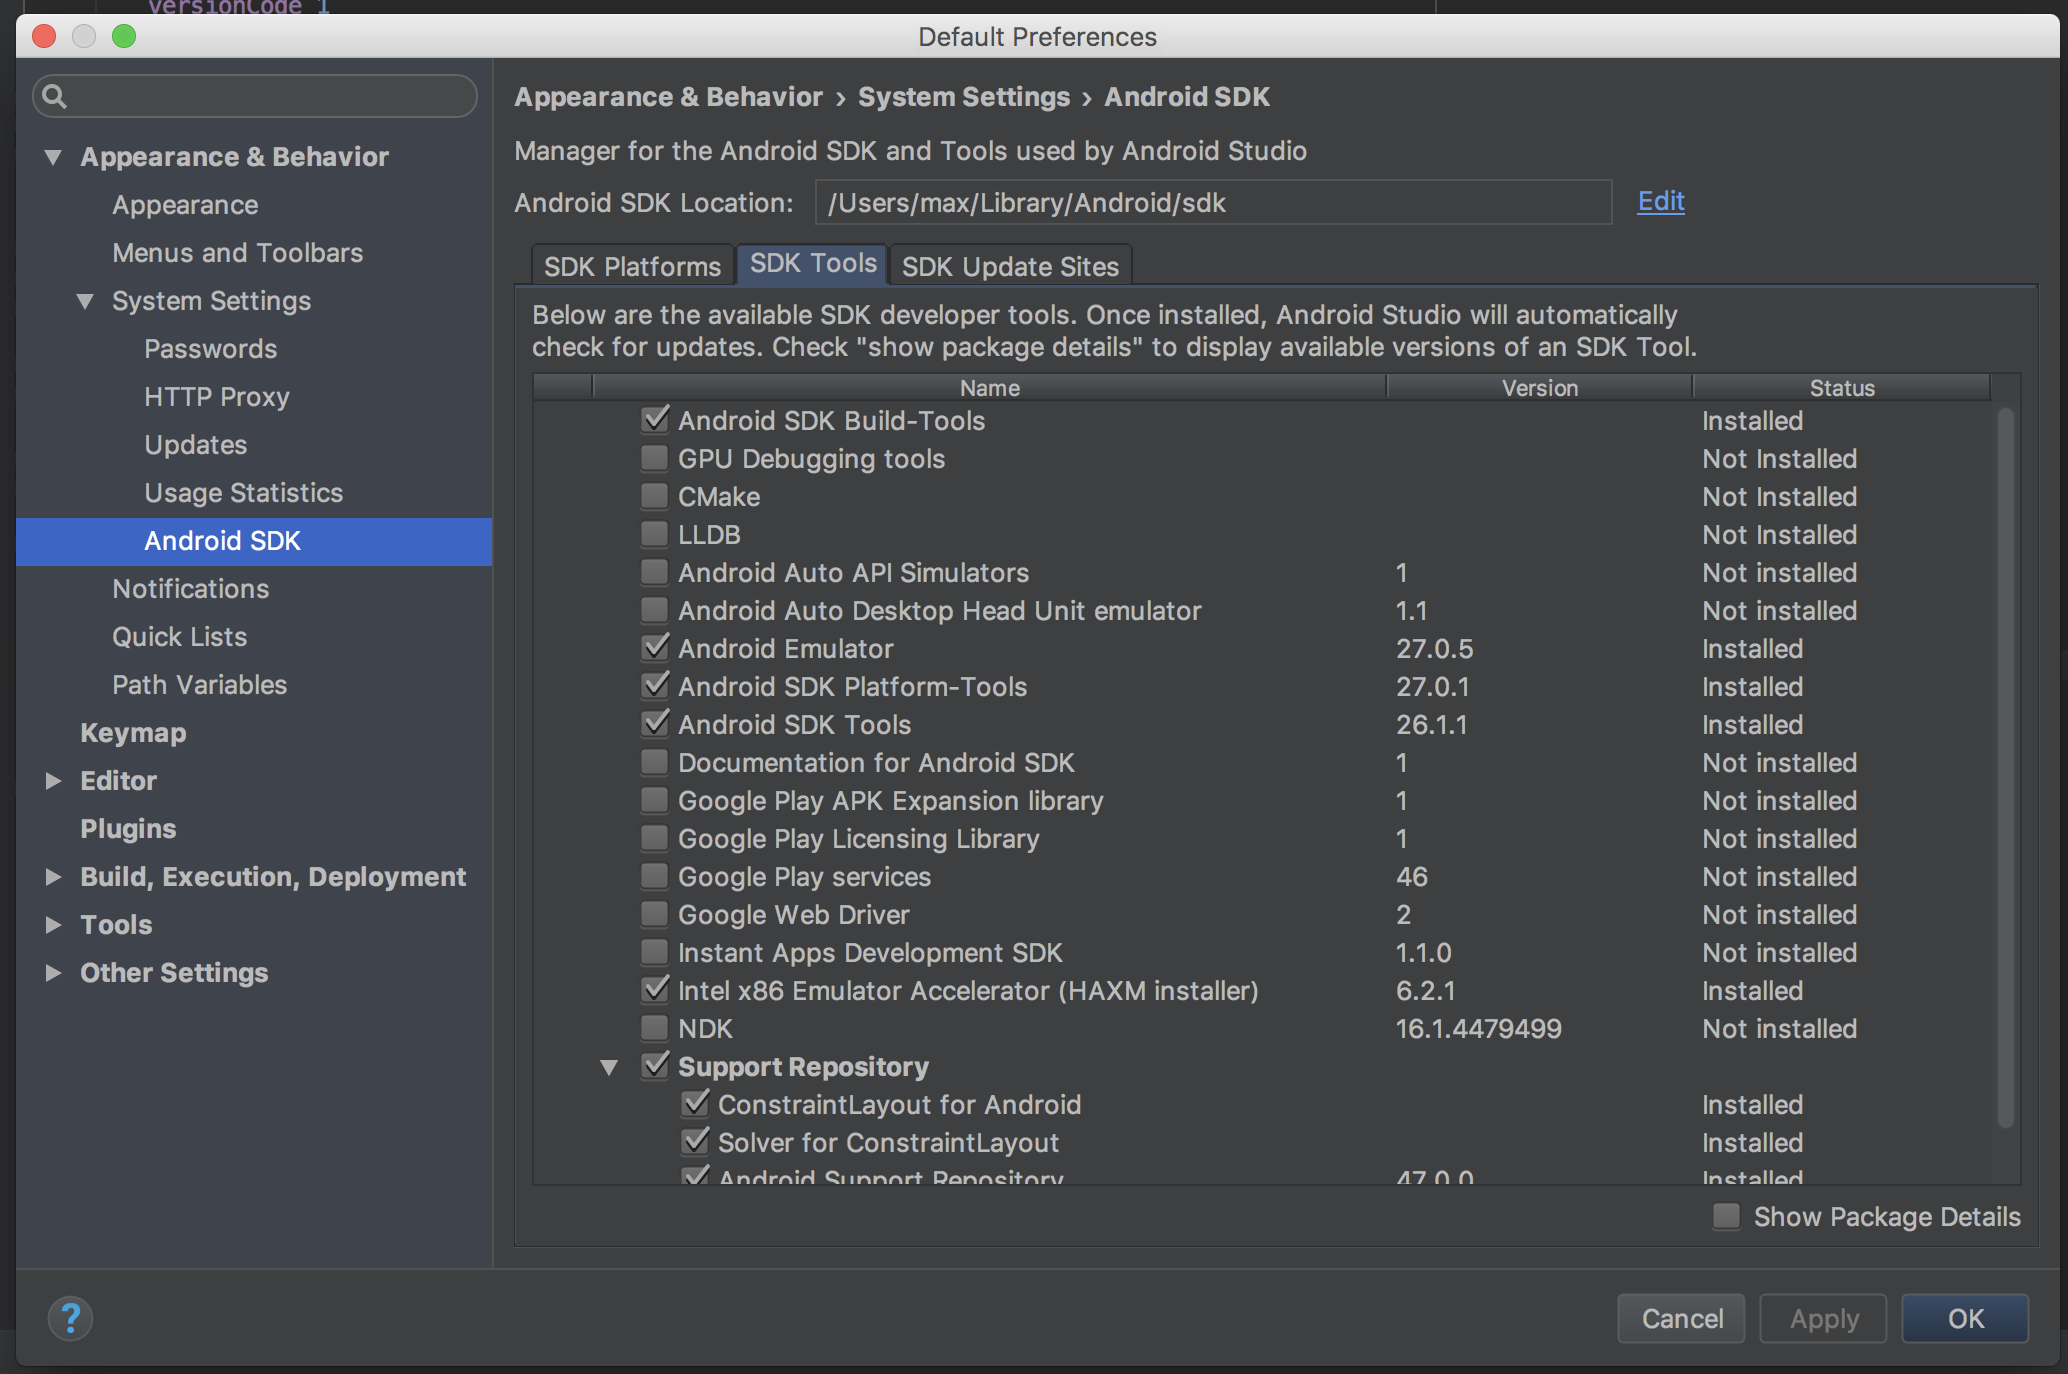 versionCode 1
Default Preferences
Appearance & Behavior
Appearance
Menus and Toolbars
System Settings
Passwords
HTTP Proxy
Updates
Usage Statistics
Android SDK
Notifications
Quick Lists
Path Variables
Keymap
Editor
Plugins
Build, Execution, Deployment
Tools
Other Settings
Appearance & Behavior › System Settings › Android SDK
Manager for the Android SDK and Tools used by Android Studio
Android SDK Location: /Users/max/Library/Android/sdk Edit
SDK Platforms SDK Tools SDK Update Sites
Below are the available SDK developer tools. Once installed, Android Studio will automatically
check for updates. Check "show package details" to display available versions of an SDK Tool.
Name Version Status
Android SDK Build-Tools Installed
GPU Debugging tools Not Installed
CMake Not Installed
LLDB Not Installed
Android Auto API Simulators 1 Not installed
Android Auto Desktop Head Unit emulator 1.1 Not installed
Android Emulator 27.0.5 Installed
Android SDK Platform-Tools 27.0.1 Installed
Android SDK Tools 26.1.1 Installed
Documentation for Android SDK 1 Not installed
Google Play APK Expansion library 1 Not installed
Google Play Licensing Library 1 Not installed
Google Play services 46 Not installed
Google Web Driver 2 Not installed
Instant Apps Development SDK 1.1.0 Not installed
Intel x86 Emulator Accelerator (HAXM installer) 6.2.1 Installed
NDK 16.1.4479499 Not installed
Support Repository
ConstraintLayout for Android Installed
Solver for ConstraintLayout Installed
Android Support Repository 47.0.0 Installed
Show Package Details
? Cancel Apply OK